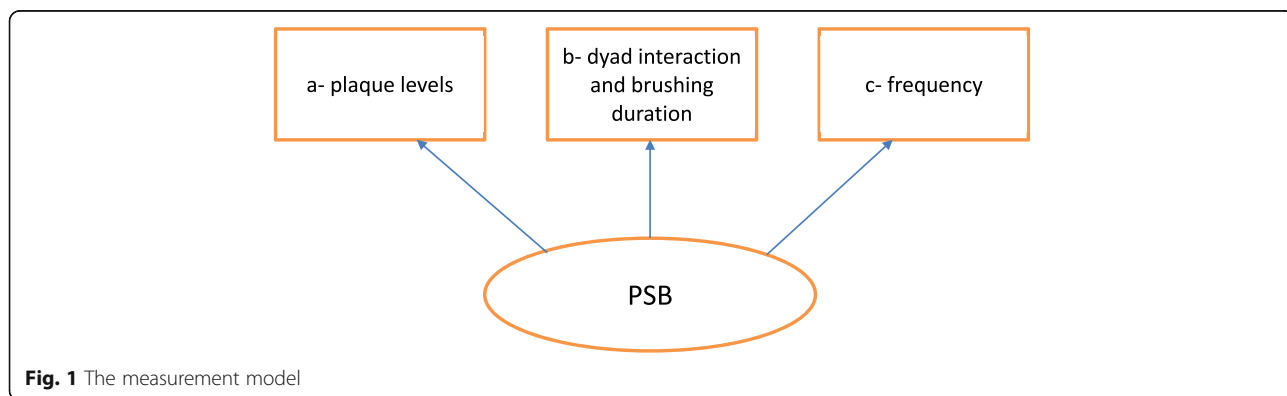 a- plaque levels
b- dyad interaction
and brushing
duration
c- frequency
PSB
Fig. 1 The measurement model